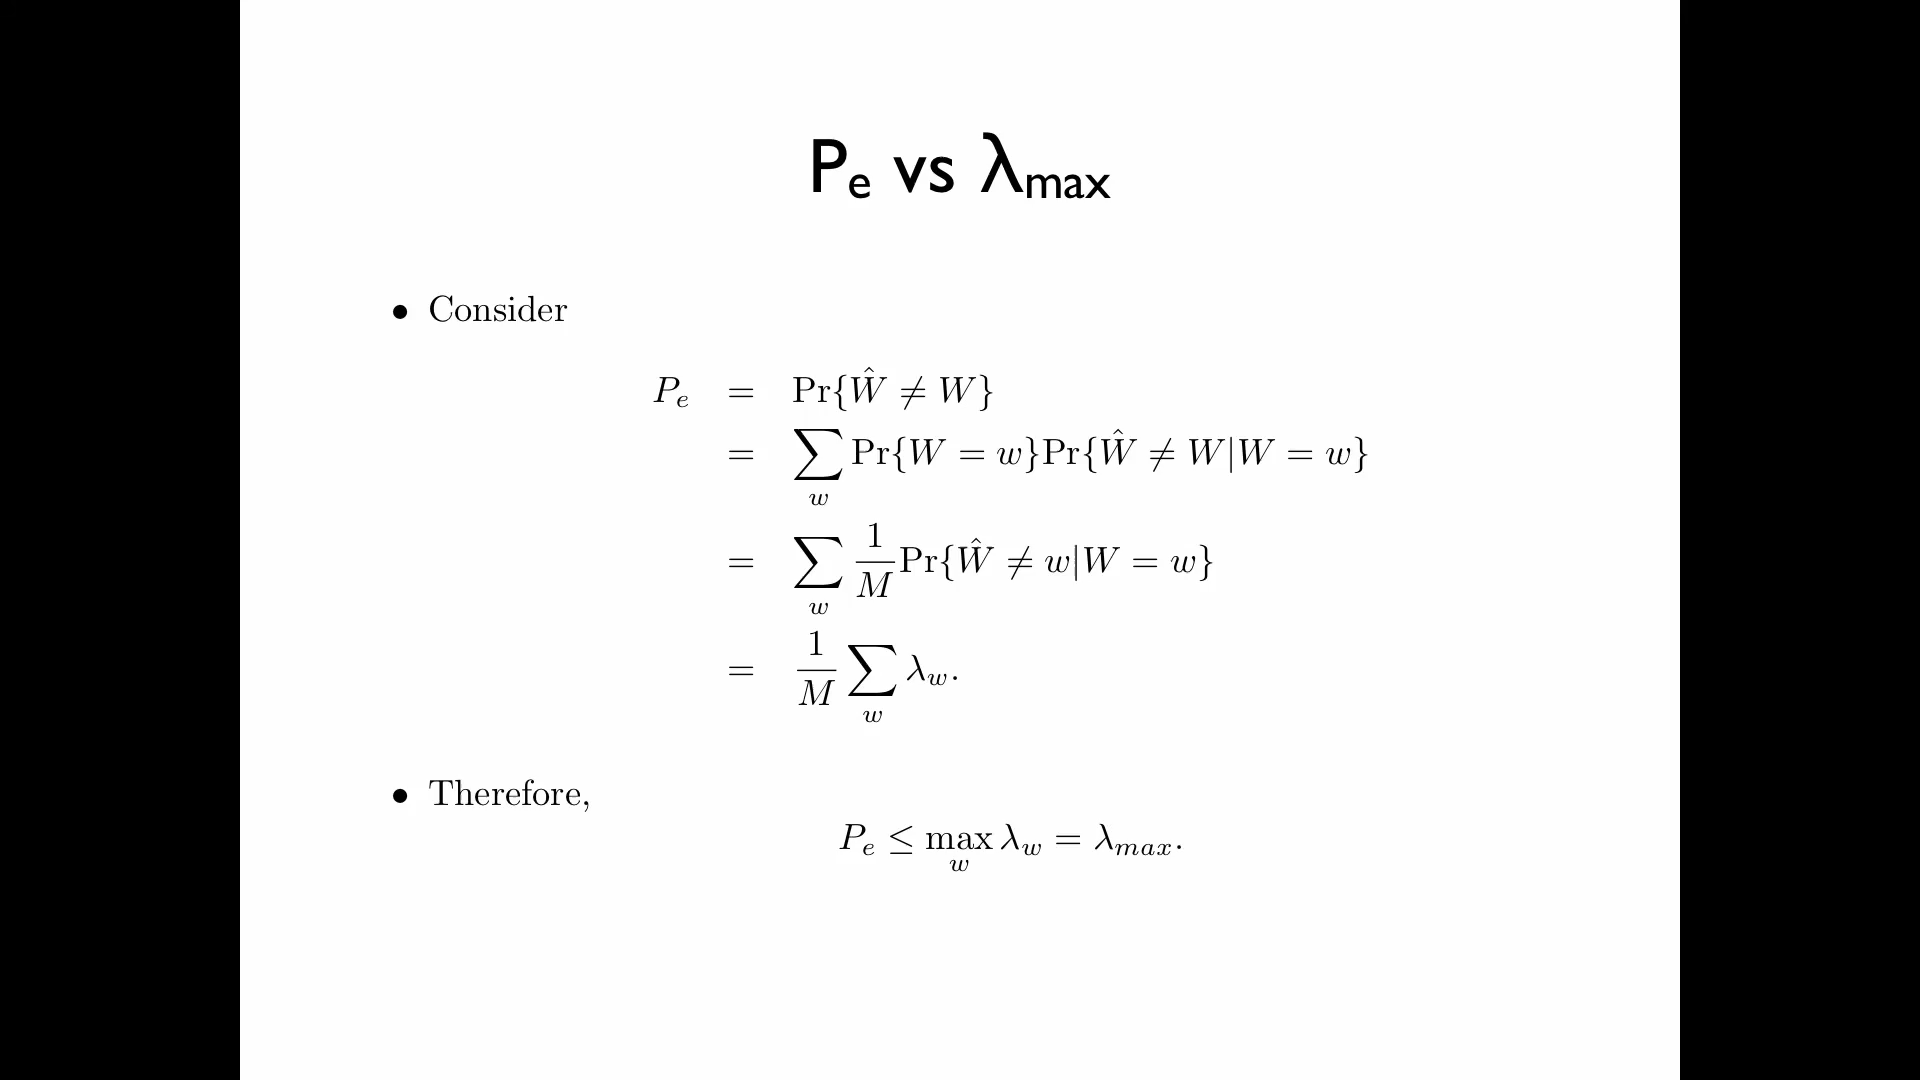 Pₑ vs λmax
• Consider
Pₑ = Pr{Ŵ ≠ W}
= ∑_w Pr{W = w}Pr{Ŵ ≠ W|W = w}
= ∑_w 1/M Pr{Ŵ ≠ w|W = w}
= 1/M ∑_w λ_w.
• Therefore,
Pₑ ≤ max_w λ_w = λ_max.